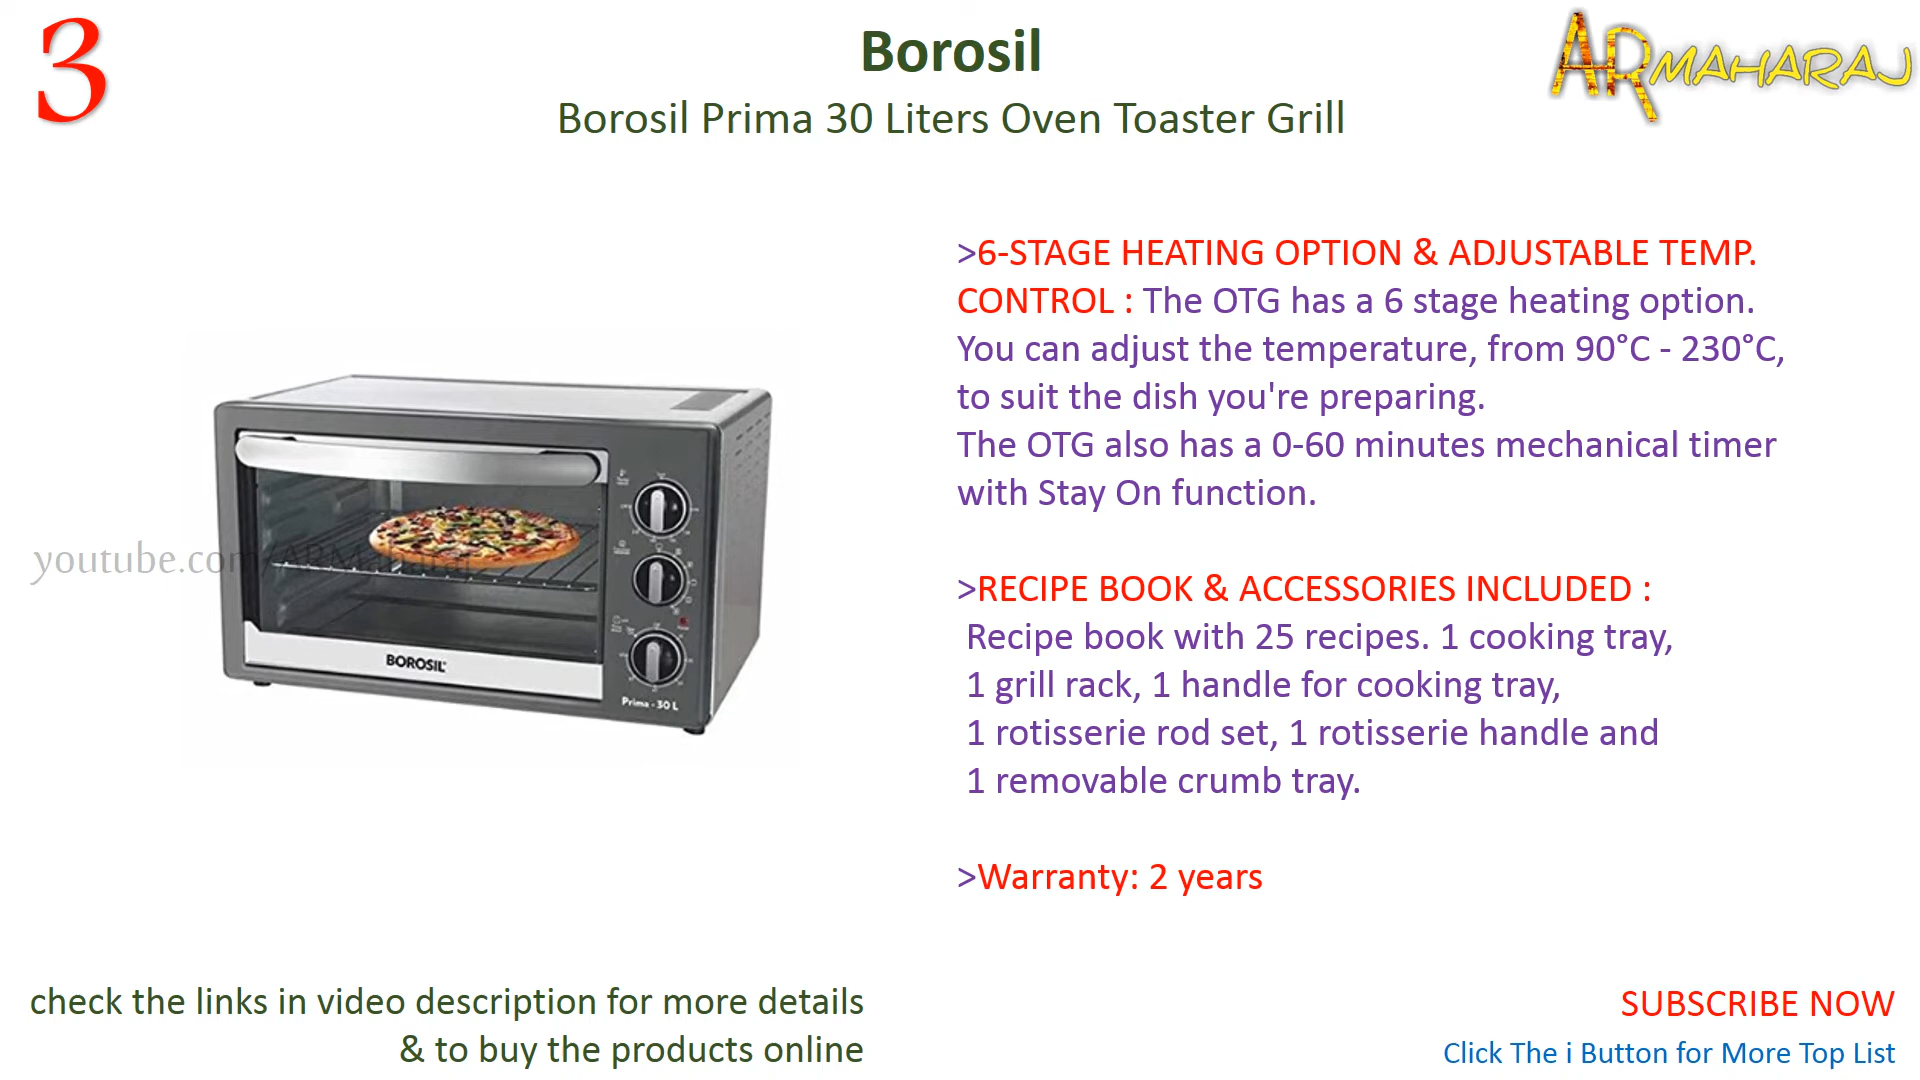 3
Borosil
ARMAHARAJ
Borosil Prima 30 Liters Oven Toaster Grill
>6-STAGE HEATING OPTION & ADJUSTABLE TEMP.
CONTROL : The OTG has a 6 stage heating option.
You can adjust the temperature, from 90°C - 230°C,
to suit the dish you're preparing.
The OTG also has a 0-60 minutes mechanical timer
with Stay On function.
>RECIPE BOOK & ACCESSORIES INCLUDED :
Recipe book with 25 recipes. 1 cooking tray,
1 grill rack, 1 handle for cooking tray,
1 rotisserie rod set, 1 rotisserie handle and
1 removable crumb tray.
>Warranty: 2 years
youtube.com/ARMaharaj
BOROSIL
Prima - 30 L
check the links in video description for more details
& to buy the products online
SUBSCRIBE NOW
Click The i Button for More Top List